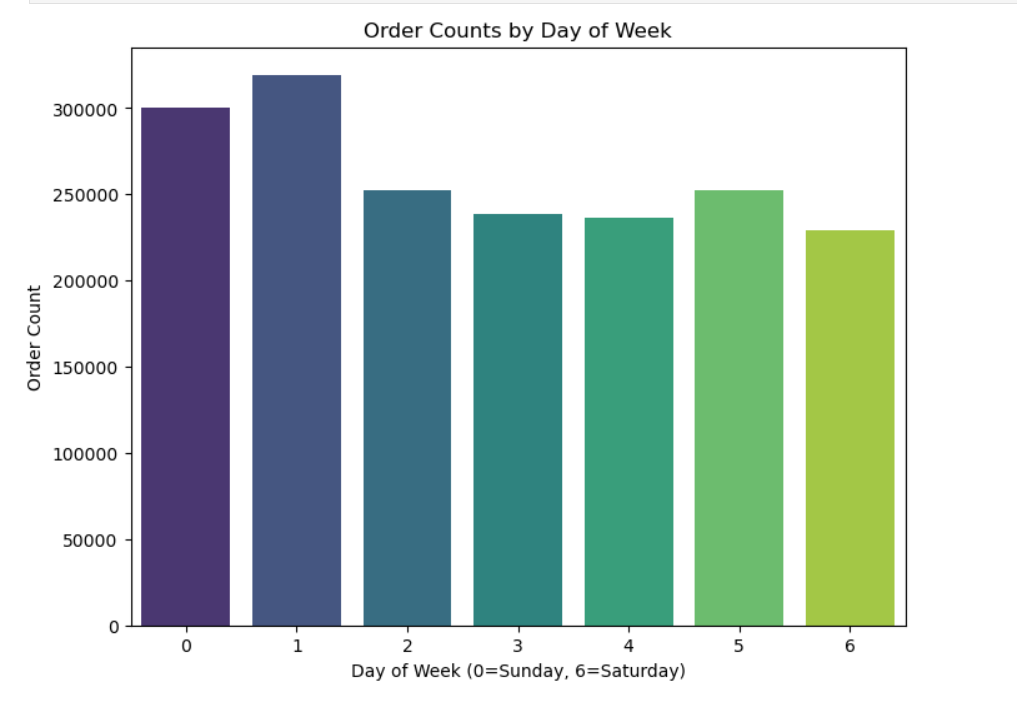 Order Counts by Day of Week
Order Count
300000
250000
200000
150000
100000
50000
0
0 1 2 3 4 5 6
Day of Week (0=Sunday, 6=Saturday)